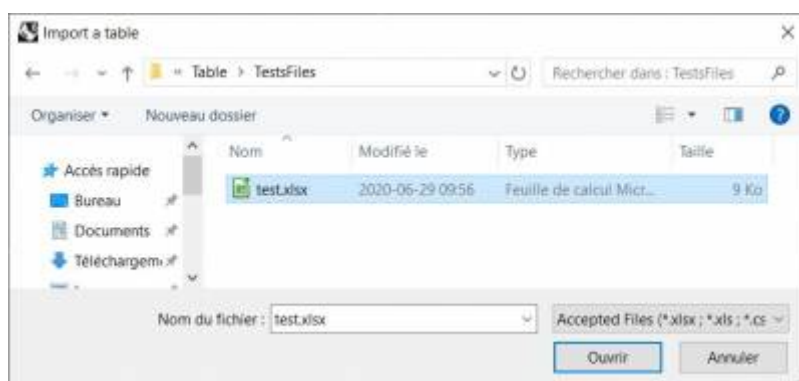 Import a table
« Table > TestsFiles
Rechercher dans : TestsFiles
Organiser
Nouveau dossier
Nom
Modifié le
Type
Taille
Accès rapide
test.xlsx
2020-06-29 09:56
Feuille de calcul Micr...
9 Ko
Bureau
Documents
Téléchargem
Nom du fichier :
test.xlsx
Accepted Files (*.xlsx ; *.xls ; *.cs
Ouvrir
Annuler